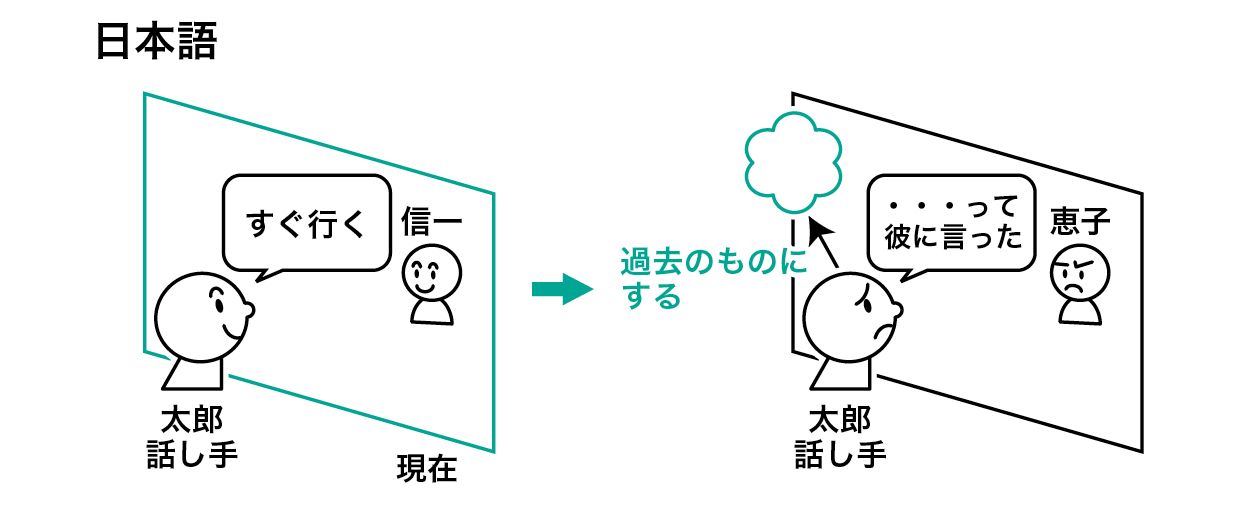 日本語
すぐ行く
信一
太郎
話し手
現在
過去のものに
する
・・・って
彼に言った
恵子
太郎
話し手